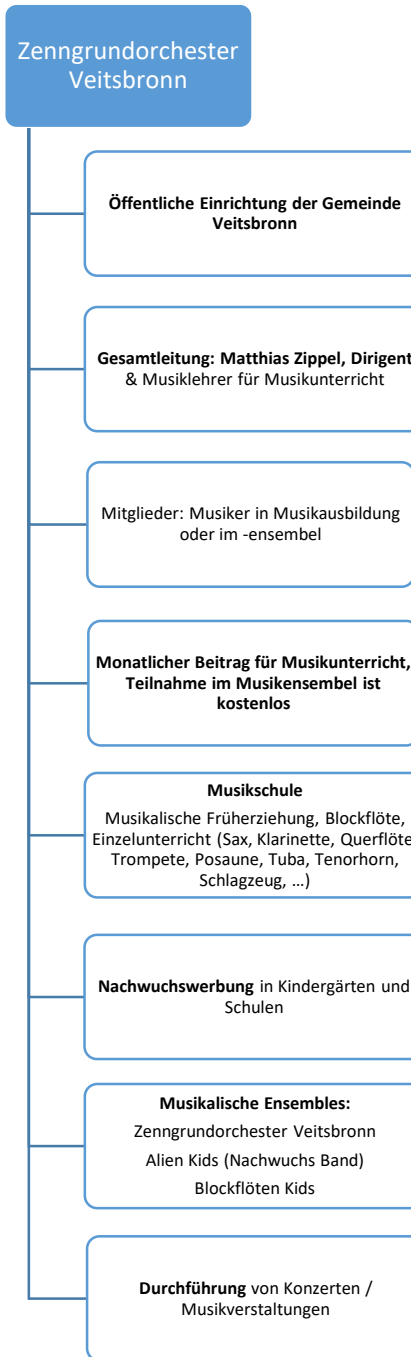 Zenngrundorchester
Veitsbronn
Öffentliche Einrichtung der Gemeinde
Veitsbronn
Gesamtleitung: Matthias Zippel, Dirigent
& Musiklehrer für Musikunterricht
Mitglieder: Musiker in Musikausbildung
oder im -ensembel
Monatlicher Beitrag für Musikunterricht,
Teilnahme im Musikensembel ist
kostenlos
Musikschule
Musikalische Früherziehung, Blockflöte,
Einzelunterricht (Sax, Klarinette, Querflöte
Trompete, Posaune, Tuba, Tenorhorn,
Schlagzeug, ...)
Nachwuchswerbung in Kindergärten und
Schulen
Musikalische Ensembles:
Zenngrundorchester Veitsbronn
Alien Kids (Nachwuchs Band)
Blockflöten Kids
Durchführung von Konzerten /
Musikverstaltungen